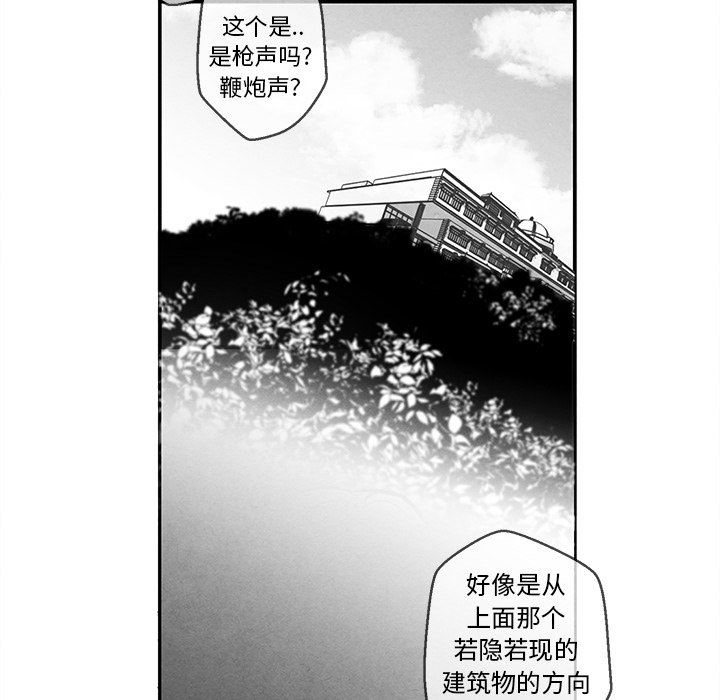 这个是..
是枪声吗?
鞭炮声?
好像是从
上面那个
若隐若现的
建筑物的方向